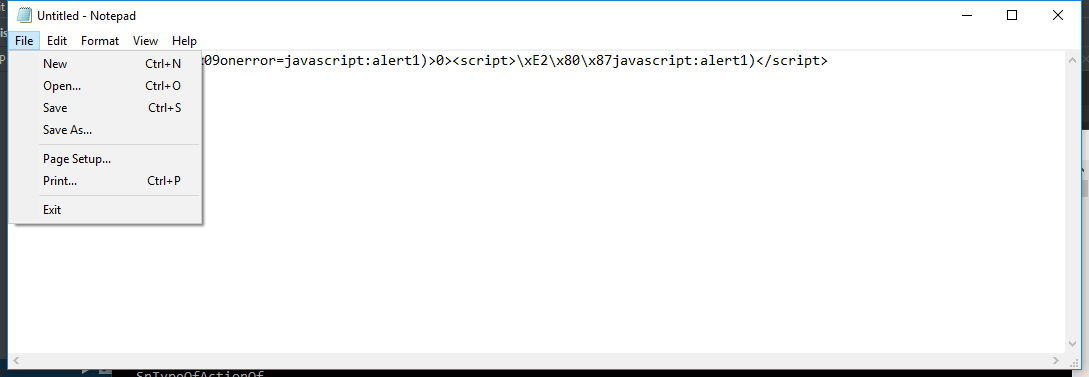 Untitled - Notepad
File Edit Format View Help
09onerror=javascript:alert1)>0><script>\xE2\x80\x87javascript:alert1)</script>
New Ctrl+N
Open... Ctrl+O
Save Ctrl+S
Save As...
Page Setup...
Print... Ctrl+P
Exit
SnTypeOfActionOf